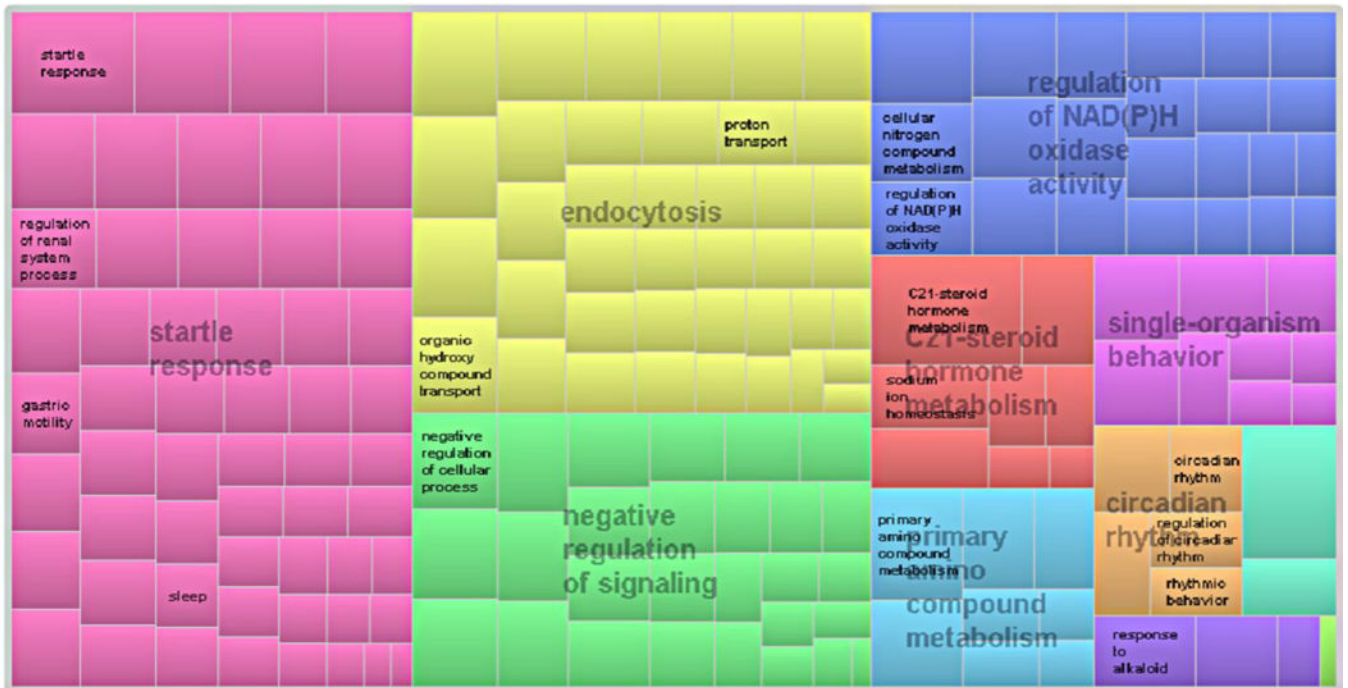 startle
response
regulation
of renal
system
process
startle
response
gastric
motility
sleep
proton
transport
endocytosis
organic
hydroxy
compound
transport
negative
regulation
of cellular
process
negative
regulation
of signaling
cellular
nitrogen
compound
metabolism
regulation
of NAD(P)H
oxidase
activity
regulation
of NAD(P)H
oxidase
activity
C21-steroid
hormone
metabolism
C21-steroid
hormone
metabolism
sodium
ion
homeostasis
single-organism
behavior
primary
amino
compound
metabolism
primary
amino
compound
metabolism
circadian
rhythm
circadian
rhythm
regulation
of circadian
rhythm
rhythmic
behavior
response
to
alkaloid